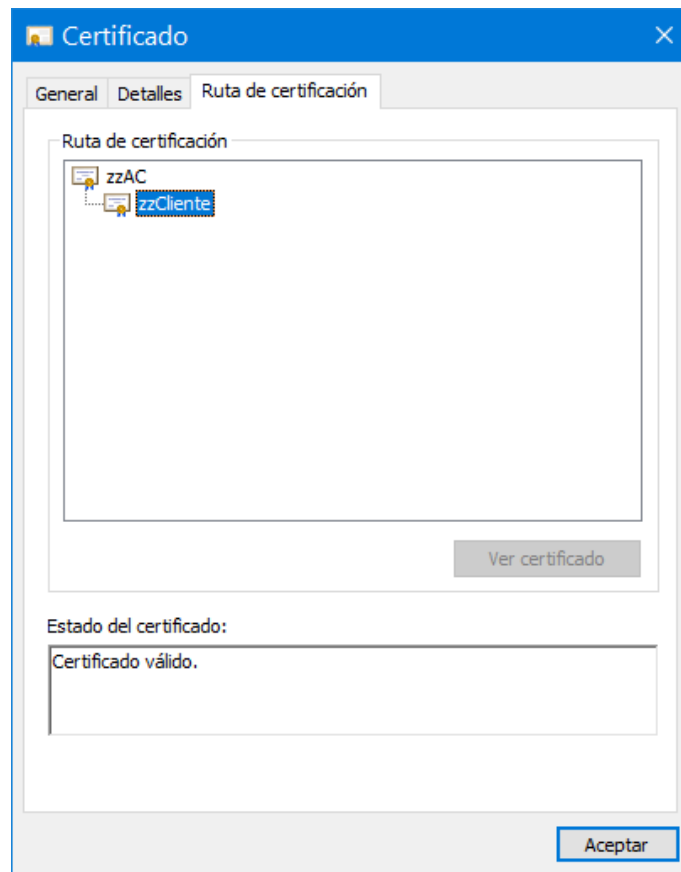 Certificado
General Detalles Ruta de certificación
Ruta de certificación
zzAC
zzCliente
Ver certificado
Estado del certificado:
Certificado válido.
Aceptar